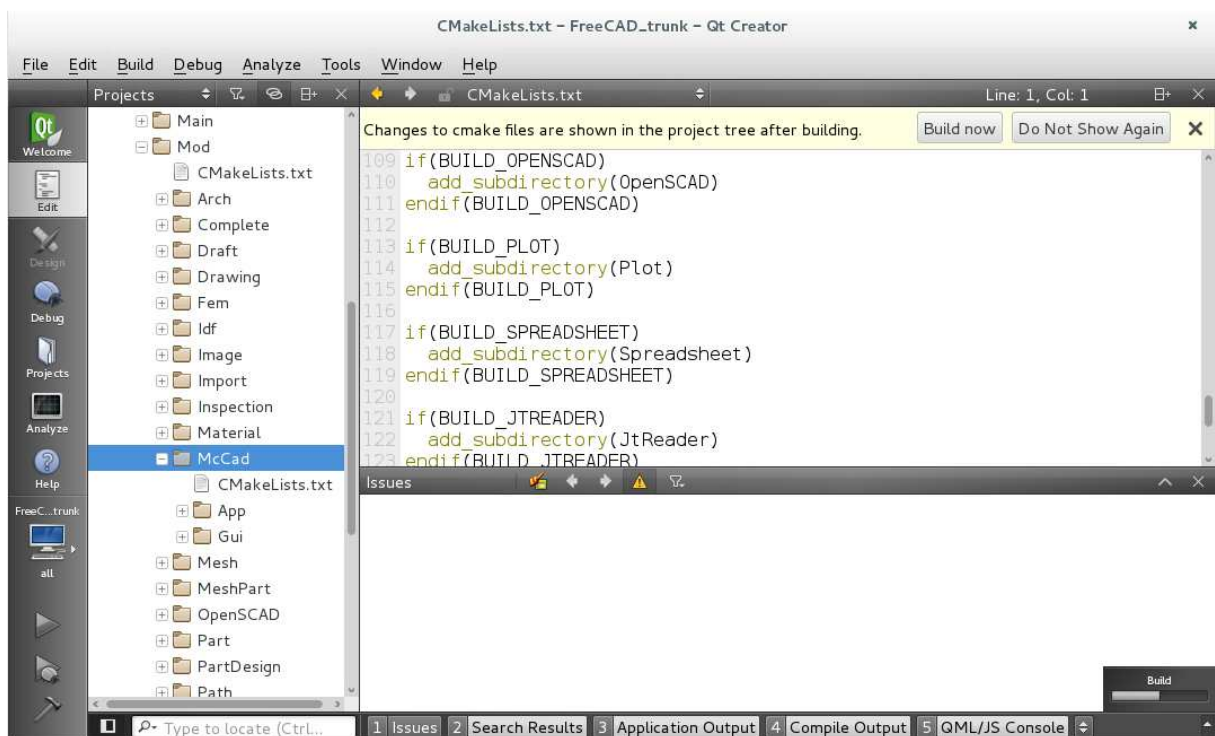 CMakeLists.txt - FreeCAD_trunk - Qt Creator
File Edit Build Debug Analyze Tools Window Help
Projects
CMakeLists.txt
Line: 1, Col: 1
Welcome
Edit
Design
Debug
Projects
Analyze
Help
FreeC...trunk
all
Main
Mod
CMakeLists.txt
Arch
Complete
Draft
Drawing
Fem
Idf
Image
Import
Inspection
Material
McCad
CMakeLists.txt
App
Gui
Mesh
MeshPart
OpenSCAD
Part
PartDesign
Path
Changes to cmake files are shown in the project tree after building. Build now Do Not Show Again
109 if(BUILD_OPENSCAD)
110 add_subdirectory(OpenSCAD)
111 endif(BUILD_OPENSCAD)
112
113 if(BUILD_PLOT)
114 add_subdirectory(Plot)
115 endif(BUILD_PLOT)
116
117 if(BUILD_SPREADSHEET)
118 add_subdirectory(Spreadsheet)
119 endif(BUILD_SPREADSHEET)
120
121 if(BUILD_JTREADER)
122 add_subdirectory(JtReader)
123 endif(BUILD_JTREADER)
Issues
Build
Type to locate (Ctrl...
1 Issues 2 Search Results 3 Application Output 4 Compile Output 5 QML/JS Console